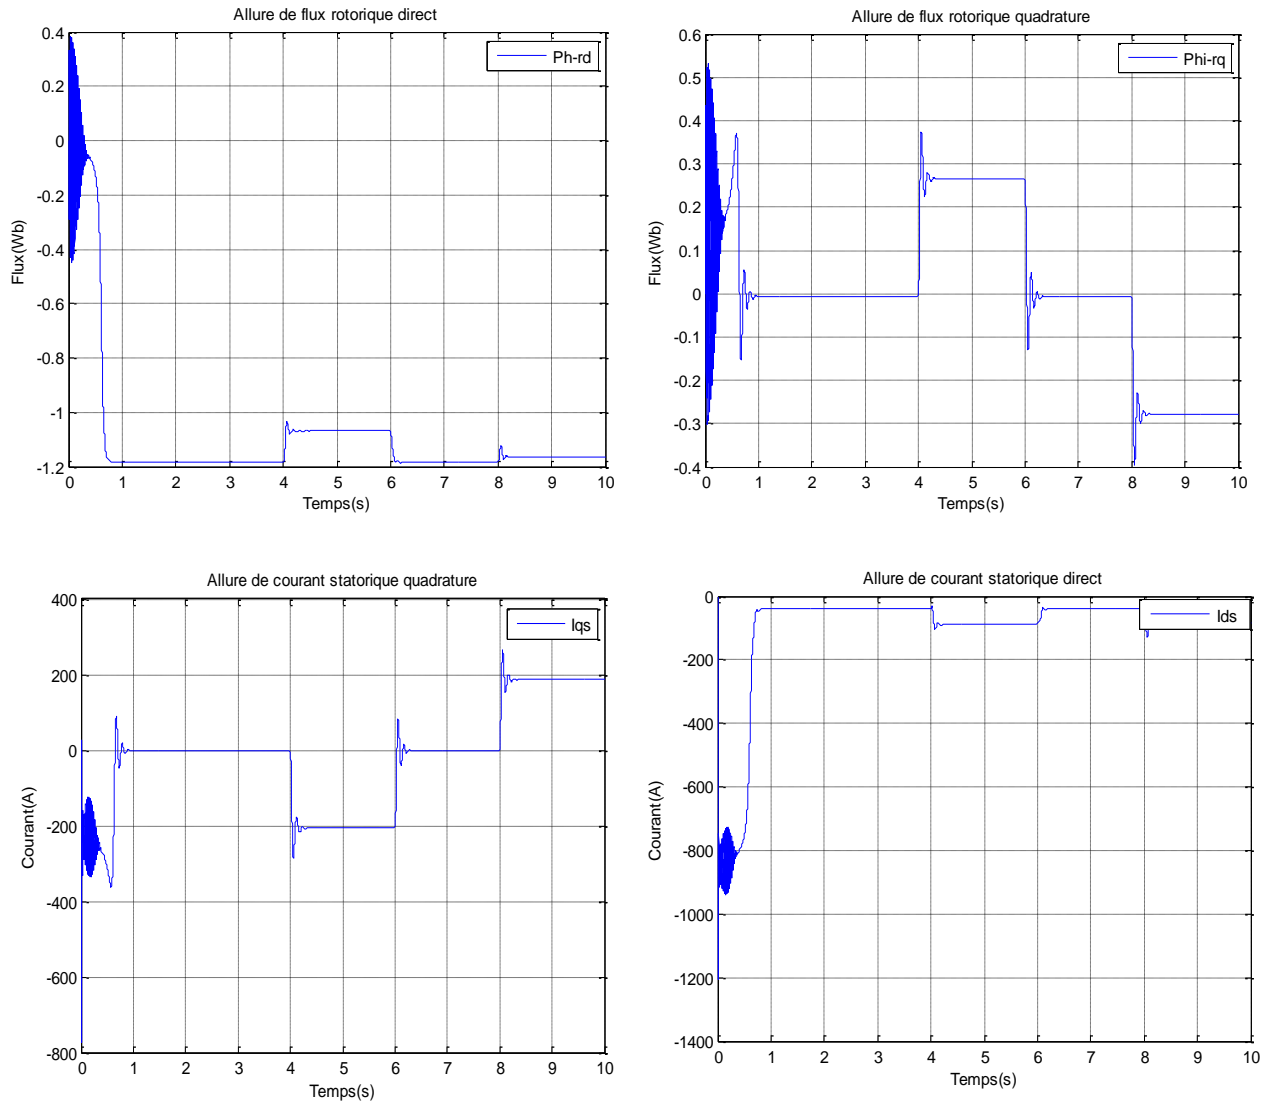 Allure de flux rotorique direct
0.4
0.2
0
-0.2
-0.4
-0.6
-0.8
-1
-1.2
Flux(Wb)
Ph-rd
0 1 2 3 4 5 6 7 8 9 10
Temps(s)
Allure de flux rotorique quadrature
0.6
0.5
0.4
0.3
0.2
0.1
0
-0.1
-0.2
-0.3
-0.4
Flux(Wb)
Phi-rq
0 1 2 3 4 5 6 7 8 9 10
Temps(s)
Allure de courant statorique quadrature
400
200
0
-200
-400
-600
-800
Courant(A)
Iqs
0 1 2 3 4 5 6 7 8 9 10
Temps(s)
Allure de courant statorique direct
0
-200
-400
-600
-800
-1000
-1200
-1400
Courant(A)
Ids
0 1 2 3 4 5 6 7 8 9 10
Temps(s)